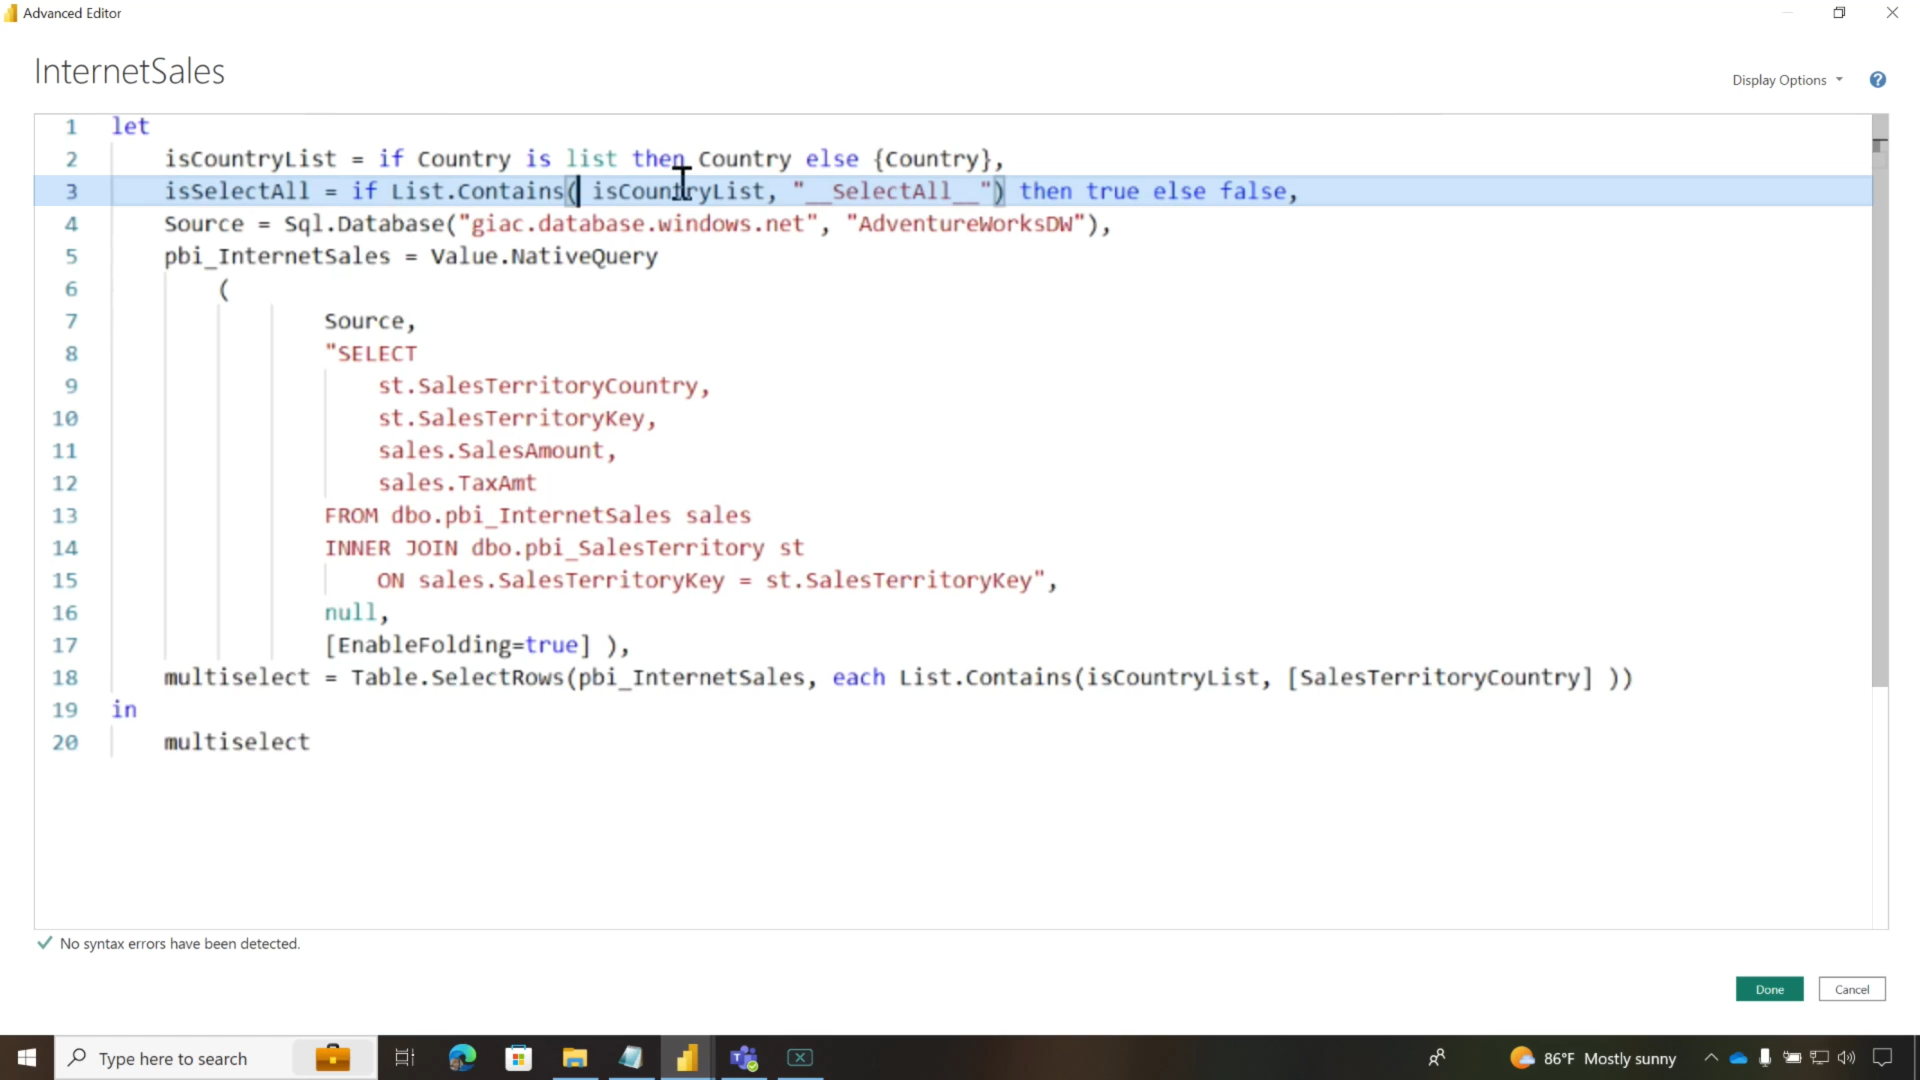 Advanced Editor
InternetSales
Display Options
?
1 let
2 isCountryList = if Country is list then Country else {Country},
3 isSelectAll = if List.Contains( isCountryList, "__SelectAll__") then true else false,
4 Source = Sql.Database("giac.database.windows.net", "AdventureWorksDW"),
5 pbi_InternetSales = Value.NativeQuery
6 (
7 Source,
8 "SELECT
9 st.SalesTerritoryCountry,
10 st.SalesTerritoryKey,
11 sales.SalesAmount,
12 sales.TaxAmt
13 FROM dbo.pbi_InternetSales sales
14 INNER JOIN dbo.pbi_SalesTerritory st
15 ON sales.SalesTerritoryKey = st.SalesTerritoryKey",
16 null,
17 [EnableFolding=true] ),
18 multiselect = Table.SelectRows(pbi_InternetSales, each List.Contains(isCountryList, [SalesTerritoryCountry] ))
19 in
20 multiselect
No syntax errors have been detected.
Done
Cancel
Type here to search
86°F Mostly sunny